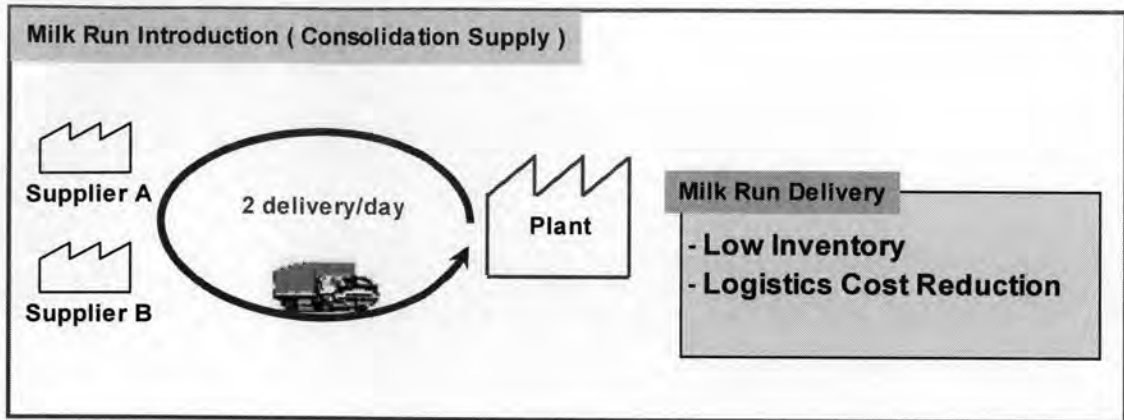 Milk Run Introduction ( Consolidation Supply )
Supplier A
2 delivery/day
Plant
Supplier B
Milk Run Delivery
- Low Inventory
- Logistics Cost Reduction